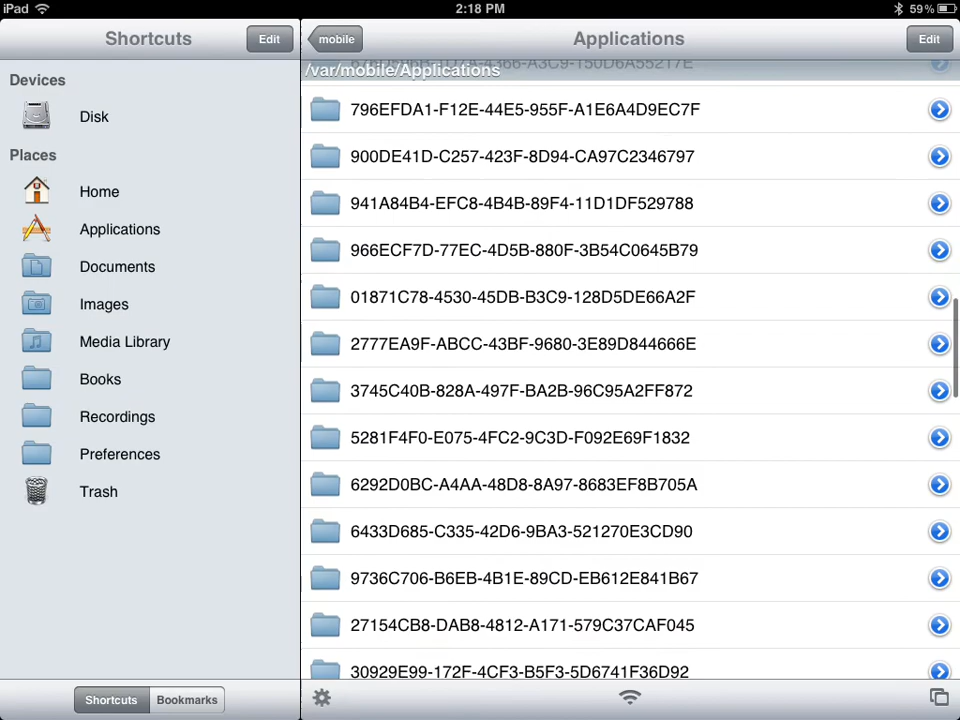 iPad
2:18 PM
59%
Shortcuts
Edit
mobile
Applications
Edit
Devices
Disk
Places
Home
Applications
Documents
Images
Media Library
Books
Recordings
Preferences
Trash
Shortcuts
Bookmarks
/var/mobile/Applications
796EFDA1-F12E-44E5-955F-A1E6A4D9EC7F
900DE41D-C257-423F-8D94-CA97C2346797
941A84B4-EFC8-4B4B-89F4-11D1DF529788
966ECF7D-77EC-4D5B-880F-3B54C0645B79
01871C78-4530-45DB-B3C9-128D5DE66A2F
2777EA9F-ABCC-43BF-9680-3E89D844666E
3745C40B-828A-497F-BA2B-96C95A2FF872
5281F4F0-E075-4FC2-9C3D-F092E69F1832
6292D0BC-A4AA-48D8-8A97-8683EF8B705A
6433D685-C335-42D6-9BA3-521270E3CD90
9736C706-B6EB-4B1E-89CD-EB612E841B67
27154CB8-DAB8-4812-A171-579C37CAF045
30929E99-172F-4CF3-B5F3-5D6741F36D92